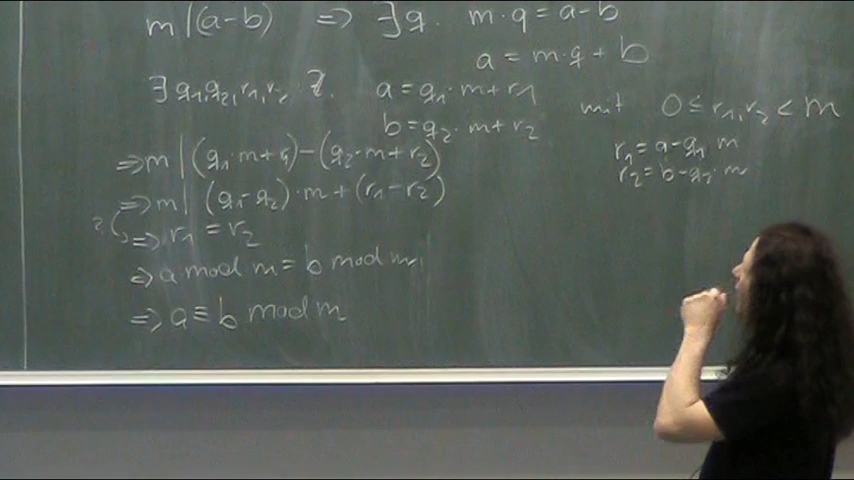 m | (a-b) ⇒ ∃q. m·q = a-b
a = m·q + b
∃ q₁, q₂, r₁, r₂ . a = q₁·m + r₁ mit 0 ≤ r₁, r₂ < m
b = q₂·m + r₂
r₁ = a - q₁·m
r₂ = b - q₂·m
⇒ m | (q₁·m + r₁) - (q₂·m + r₂)
⇒ m | (q₁ - q₂)·m + (r₁ - r₂)
? ⇒ r₁ = r₂
⇒ a mod m = b mod m
⇒ a ≡ b mod m